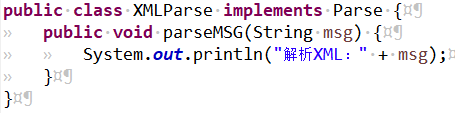 public class XMLParse implements Parse {
    public void parseMSG(String msg) {
        System.out.println("解析XML：" + msg);
    }
}